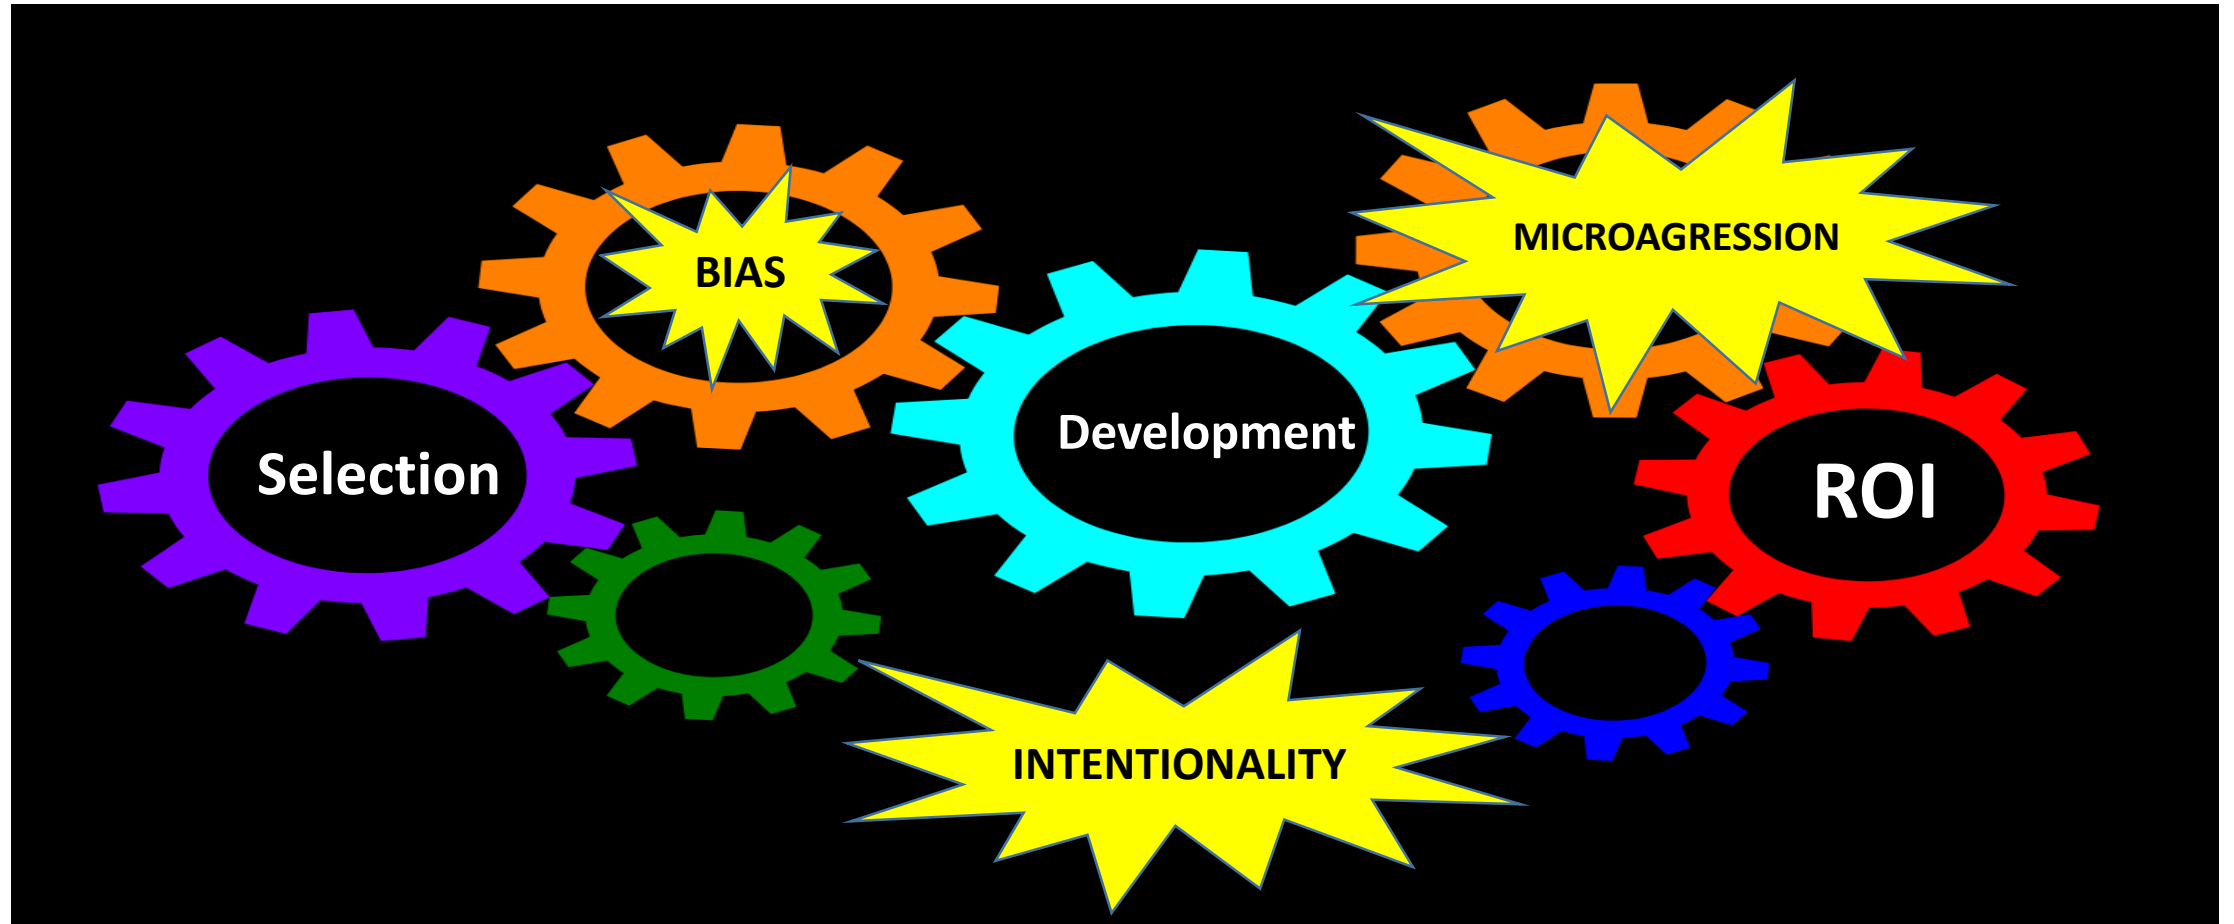 MICROAGRESSION
BIAS
Development
Selection
ROI
INTENTIONALITY